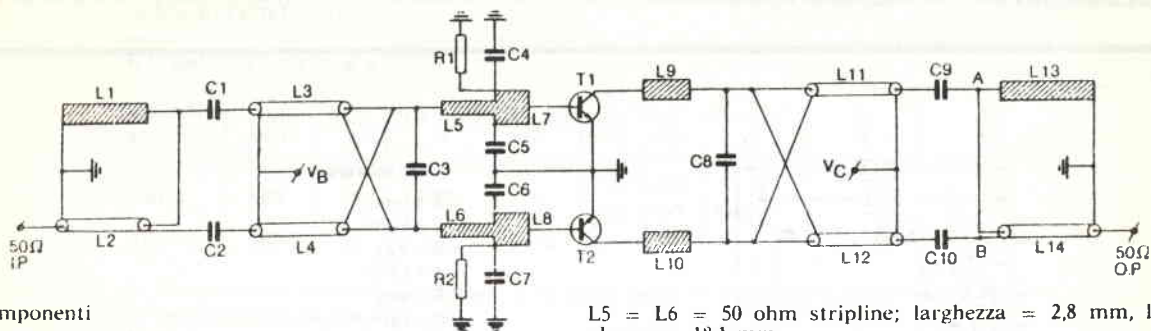 C4
R1
T1
L9
L11
C9
A
L13
L1
C1
L3
L5
L7
C5
C3
VB
C6
C8
VC
L6
L8
L2
C2
L4
T2
L10
L12
C10
B
L14
50Ω
I.P
R2
C7
50Ω
O.P
mponenti
L5 = L6 = 50 ohm stripline; larghezza = 2,8 mm, l